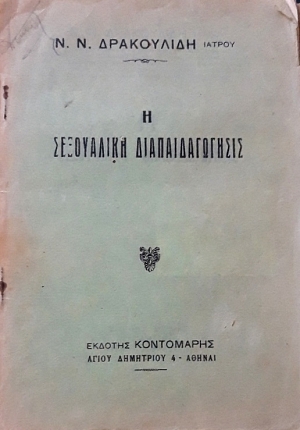 Ν. Ν. ΔΡΑΚΟΥΛΙΔΗ ΙΑΤΡΟΥ
Η
ΣΕΞΟΥΑΛΙΚΗ ΔΙΑΠΑΙΔΑΓΩΓΗΣΙΣ
ΕΚΔΟΤΗΣ ΚΟΝΤΟΜΑΡΗΣ
ΑΓΙΟΥ ΔΗΜΗΤΡΙΟΥ 4 - ΑΘΗΝΑΙ